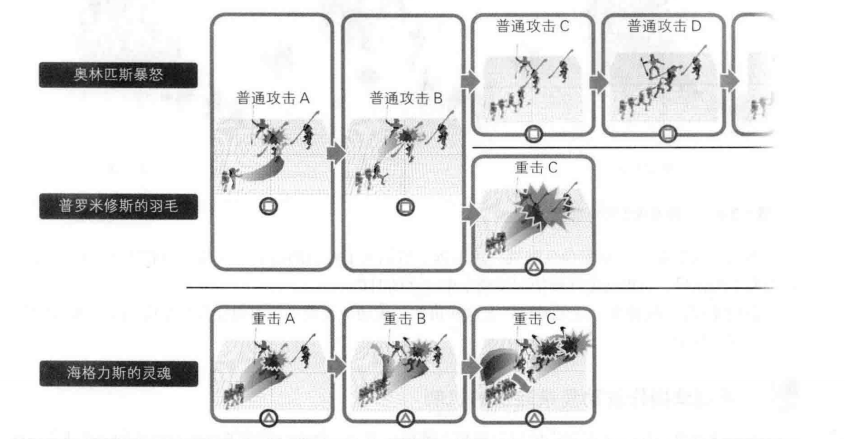 普通攻击 C
普通攻击 D
奥林匹斯暴怒
普通攻击 A
普通攻击 B
重击 C
普罗米修斯的羽毛
重击 A
重击 B
重击 C
海格力斯的灵魂